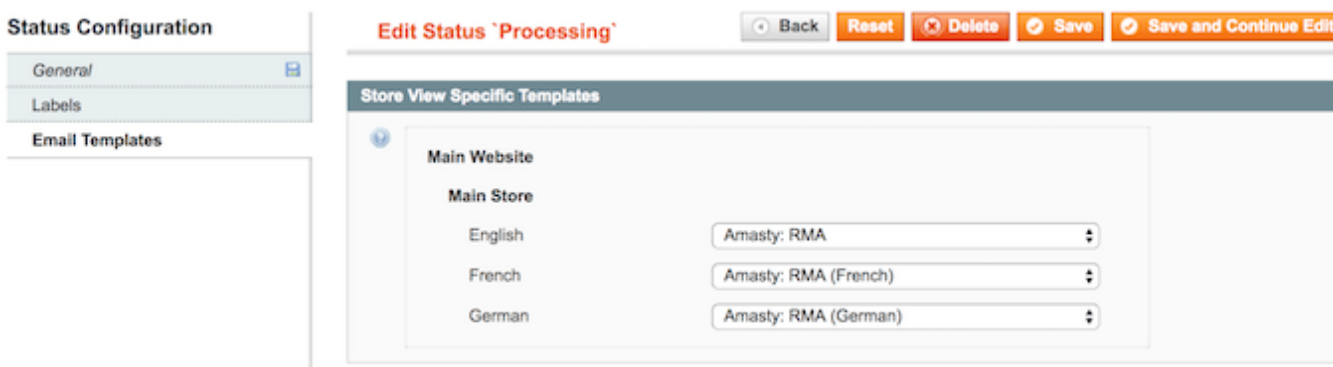 Status Configuration
Edit Status `Processing`
Back
Reset
Delete
Save
Save and Continue Edit
General
Labels
Email Templates
Store View Specific Templates
Main Website
Main Store
English Amasty: RMA
French Amasty: RMA (French)
German Amasty: RMA (German)